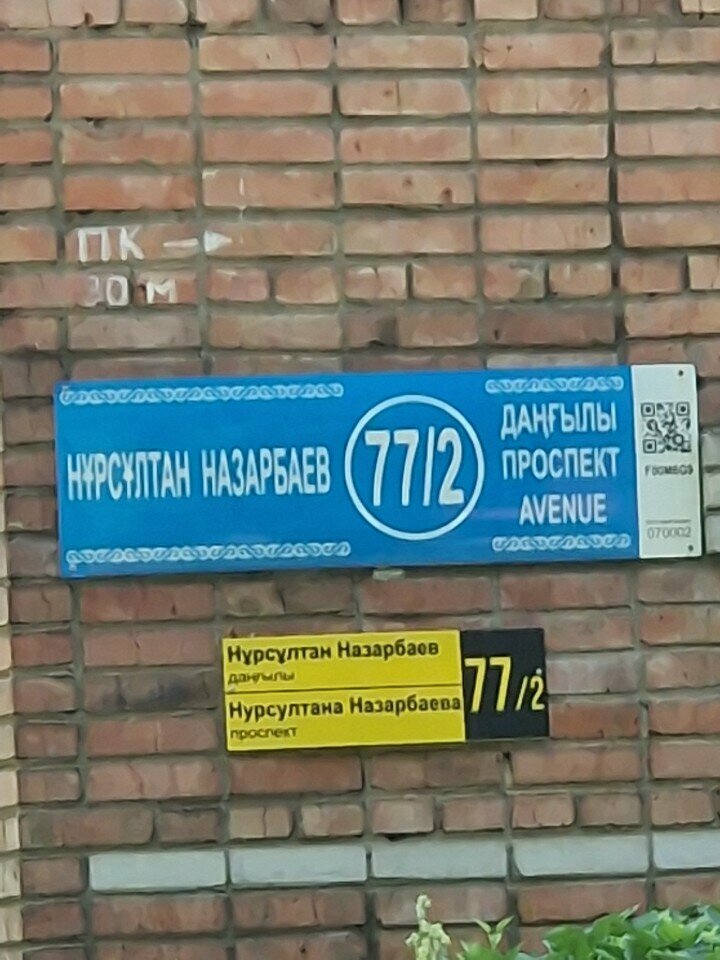 ПК
30 м
НҰРСҰЛТАН НАЗАРБАЕВ
77/2
ДАҢҒЫЛЫ
ПРОСПЕКТ
AVENUE
070002
Нұрсұлтан Назарбаев
даңғылы
Нурсултана Назарбаева
проспект
77/2